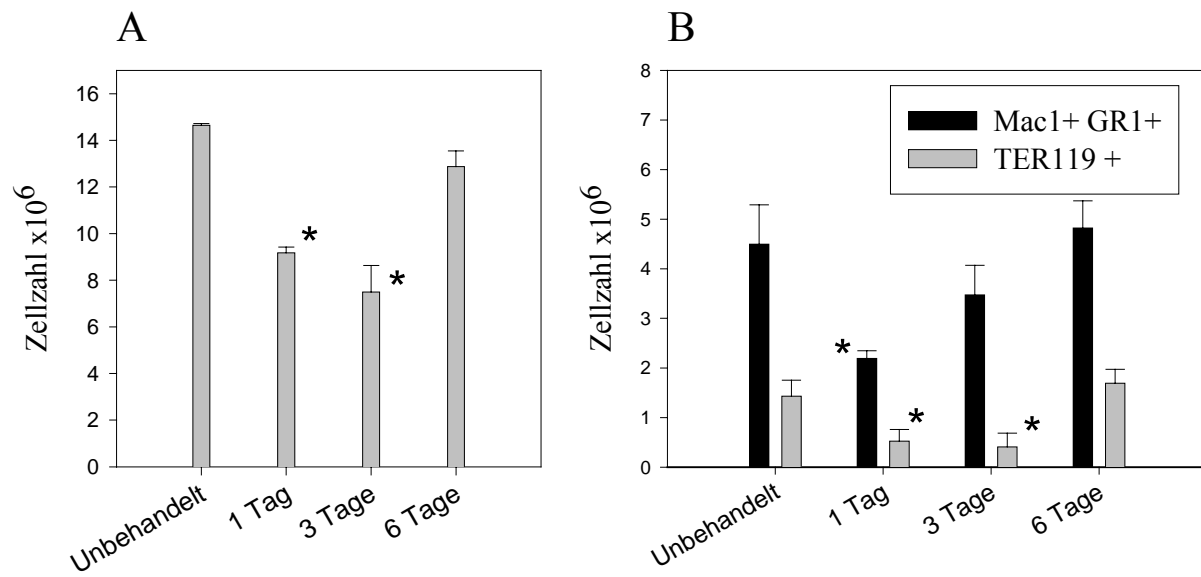 A
Zellzahl x10⁶
16
14
12
10
8
6
4
2
0
*
*
Unbehandelt
1 Tag
3 Tage
6 Tage
B
Zellzahl x10⁶
8
7
6
5
4
3
2
1
0
Mac1+ GR1+
TER119 +
*
*
*
Unbehandelt
1 Tag
3 Tage
6 Tage